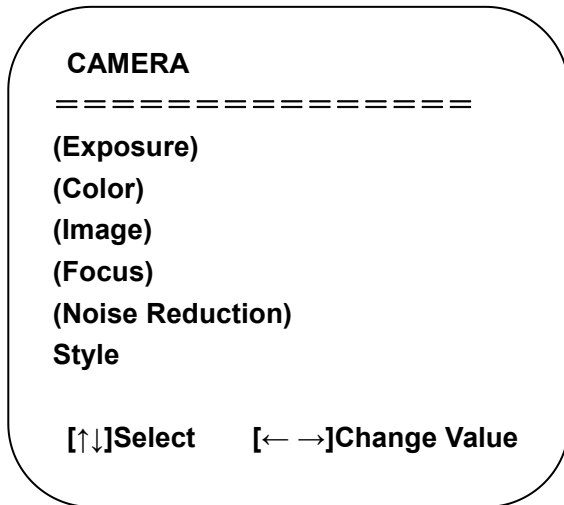 CAMERA
===============
(Exposure)
(Color)
(Image)
(Focus)
(Noise Reduction)
Style
[↑↓]Select [← →]Change Value